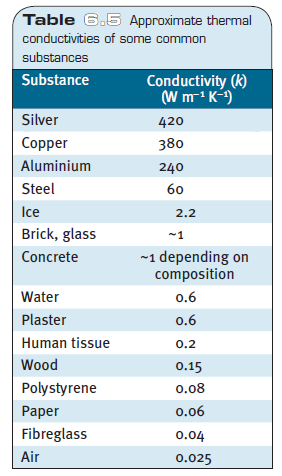 Table 6.5 Approximate thermal
conductivities of some common
substances
Substance Conductivity (k)
(W m⁻¹ K⁻¹)
Silver 420
Copper 380
Aluminium 240
Steel 60
Ice 2.2
Brick, glass ~1
Concrete ~1 depending on
composition
Water 0.6
Plaster 0.6
Human tissue 0.2
Wood 0.15
Polystyrene 0.08
Paper 0.06
Fibreglass 0.04
Air 0.025